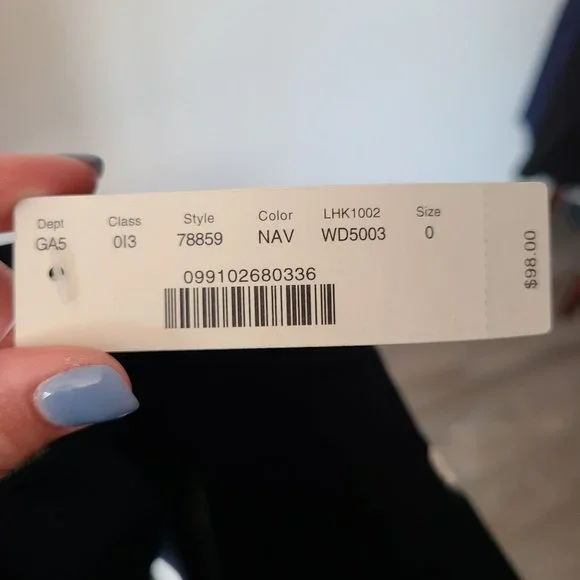 Dept Class Style Color LHK1002 Size
GA5 0I3 78859 NAV WD5003 0
099102680336
$98.00